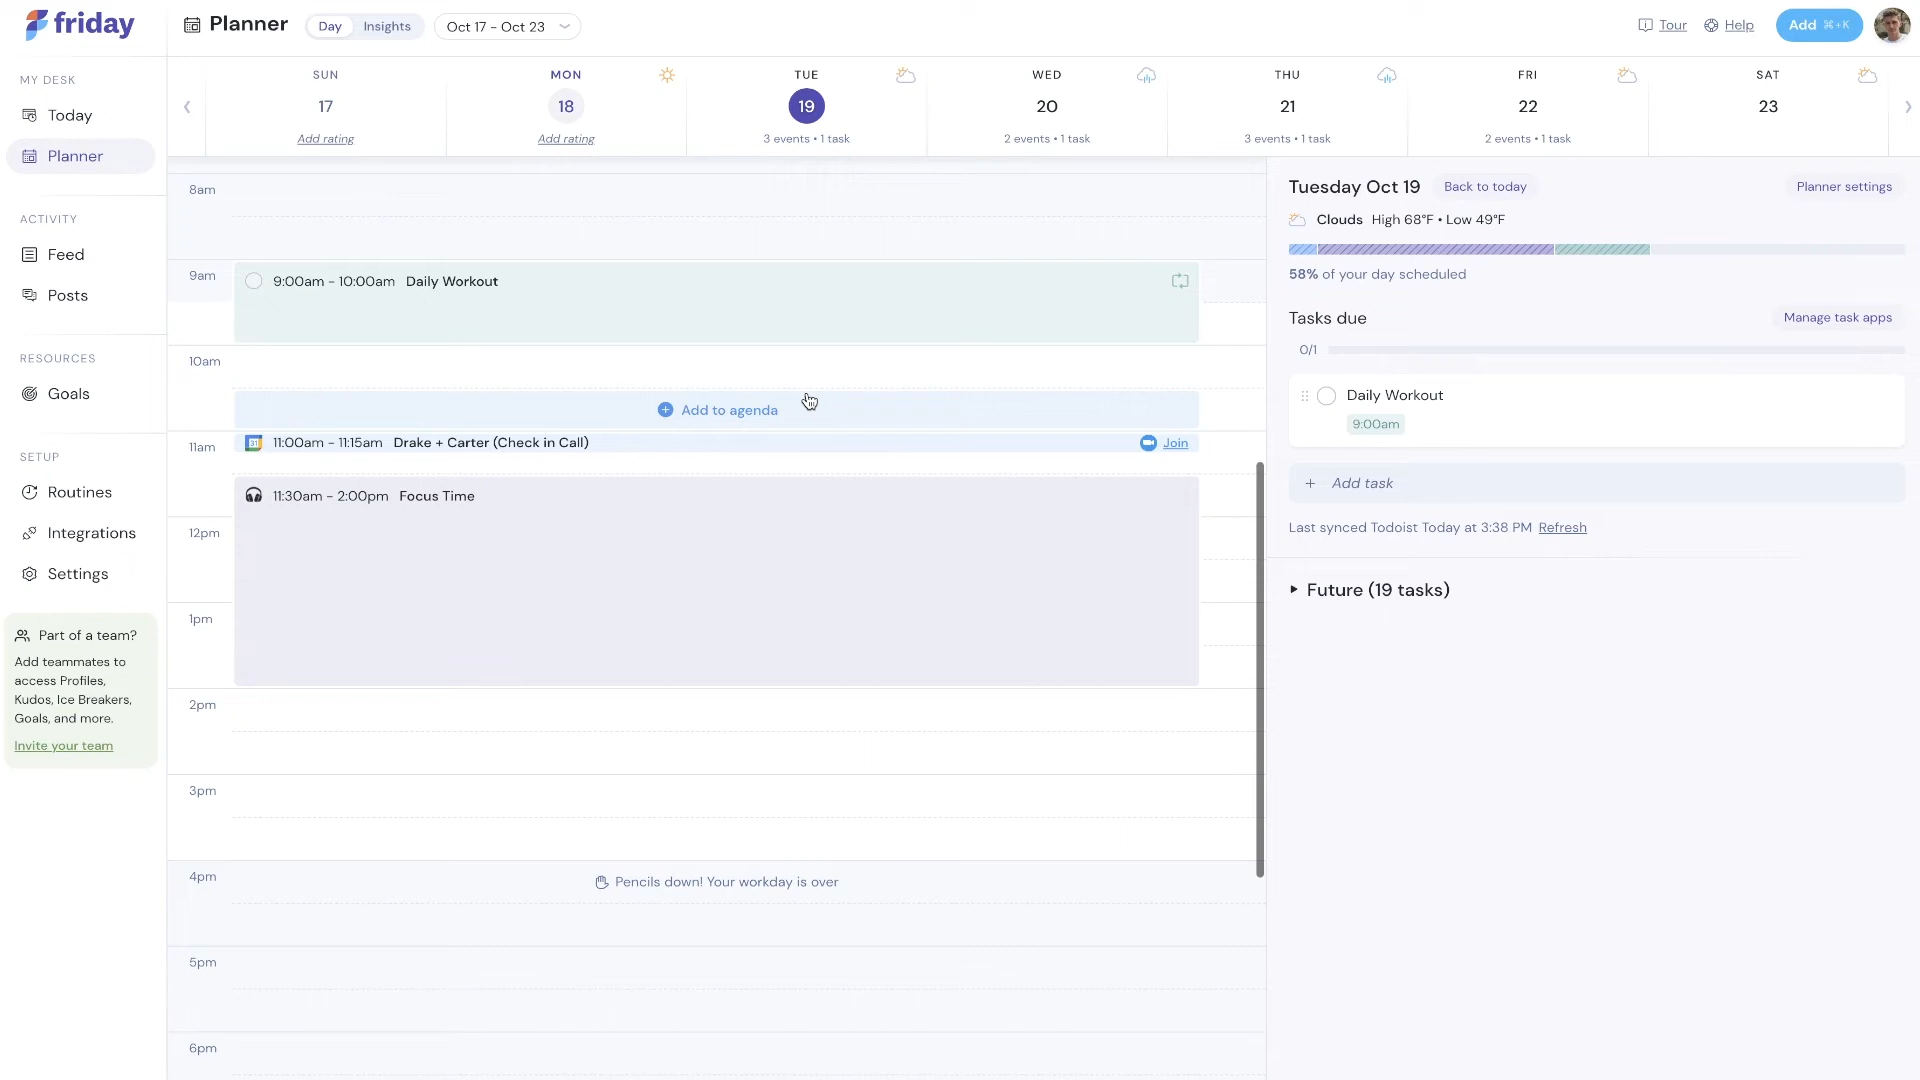 friday
Planner
Day
Insights
Oct 17 - Oct 23
Tour
Help
Add ⌘+K
MY DESK
Today
Planner
ACTIVITY
Feed
Posts
RESOURCES
Goals
SETUP
Routines
Integrations
Settings
Part of a team?
Add teammates to
access Profiles,
Kudos, Ice Breakers,
Goals, and more.
Invite your team
SUN
17
Add rating
MON
18
Add rating
TUE
19
3 events • 1 task
WED
20
2 events • 1 task
THU
21
3 events • 1 task
FRI
22
2 events • 1 task
SAT
23
8am
9am
9:00am - 10:00am Daily Workout
10am
Add to agenda
11am
31
11:00am - 11:15am Drake + Carter (Check in Call)
Join
11:30am - 2:00pm Focus Time
12pm
1pm
2pm
3pm
4pm
Pencils down! Your workday is over
5pm
6pm
Tuesday Oct 19
Back to today
Planner settings
Clouds High 68°F • Low 49°F
58% of your day scheduled
Tasks due
Manage task apps
0/1
Daily Workout
9:00am
+ Add task
Last synced Todoist Today at 3:38 PM Refresh
Future (19 tasks)